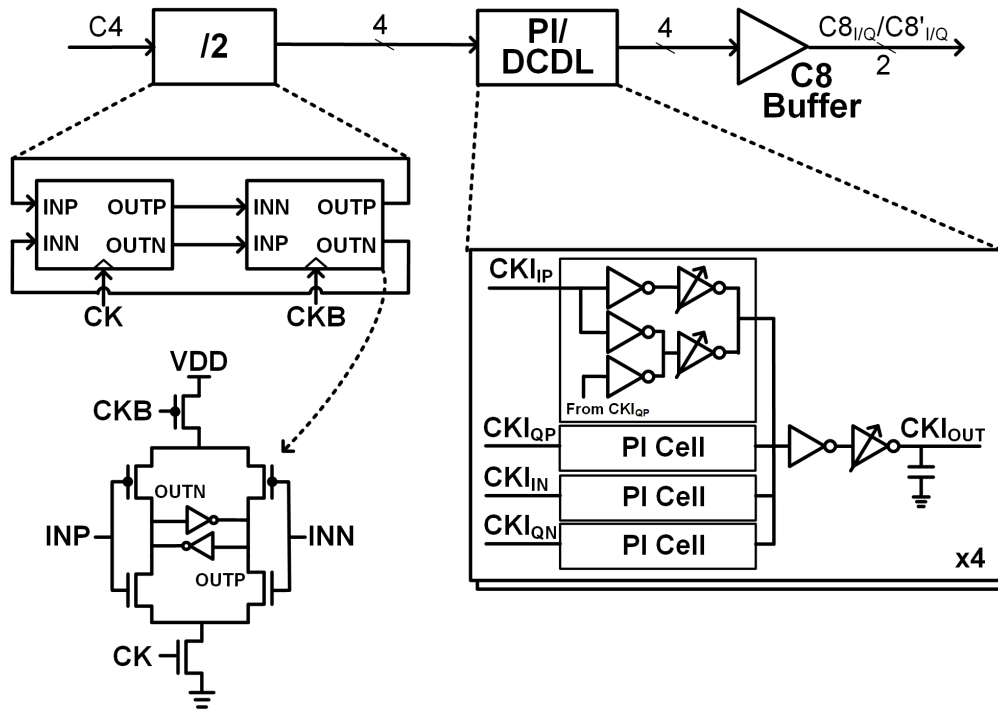 C4
/2
4
PI/
DCDL
4
C8I/Q/C8'I/Q
2
C8
Buffer
INP OUTP
INN OUTN
INN OUTP
INP OUTN
CK
CKB
VDD
CKB
OUTN
INP
INN
OUTP
CK
CKIIP
From CKIQP
CKIQP
PI Cell
CKIOUT
CKIIN
PI Cell
CKIQN
PI Cell
x4